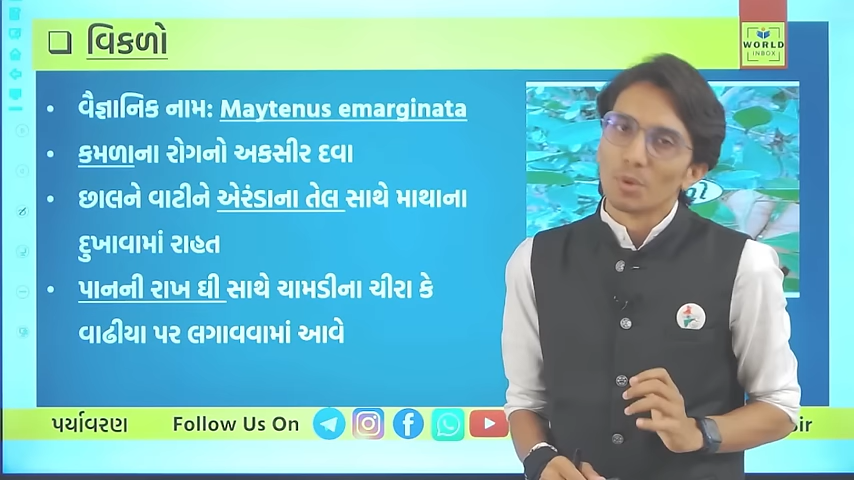 ❑ વિકળો
WORLD
INBOX
• વૈજ્ઞાનિક નામ: Maytenus emarginata
• કમળાના રોગનો અકસીર દવા
• છાલને વાટીને એરંડાના તેલ સાથે માથાના
દુખાવામાં રાહત
• પાનની રાખ ઘી સાથે ચામડીના ચીરા કે
વાઢીયા પર લગાવવામાં આવે
પર્યાવરણ Follow Us On